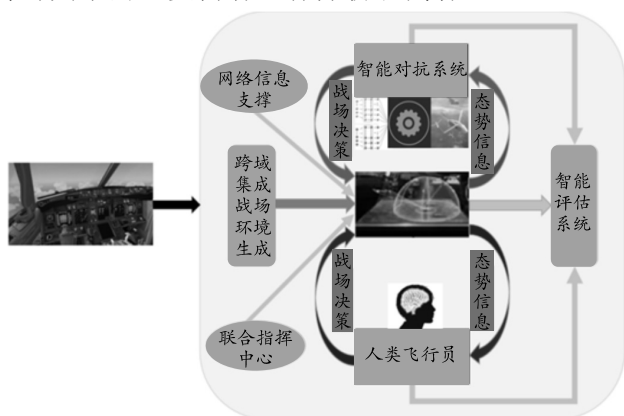 智能对抗系统
网络信息
支撑
战场决策
态势信息
跨域
集成
战场
环境
生成
智能
评估
系统
战场决策
态势信息
联合指挥
中心
人类飞行员